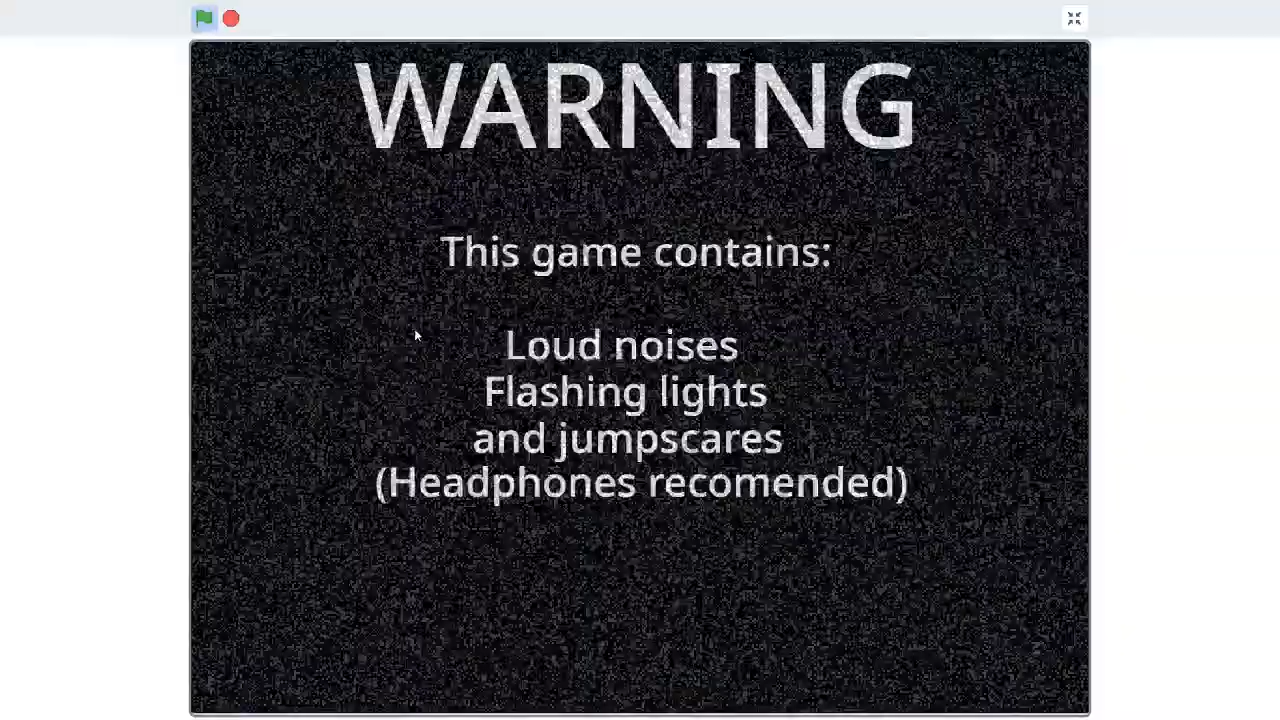 WARNING
This game contains:
Loud noises
Flashing lights
and jumpscares
(Headphones recomended)